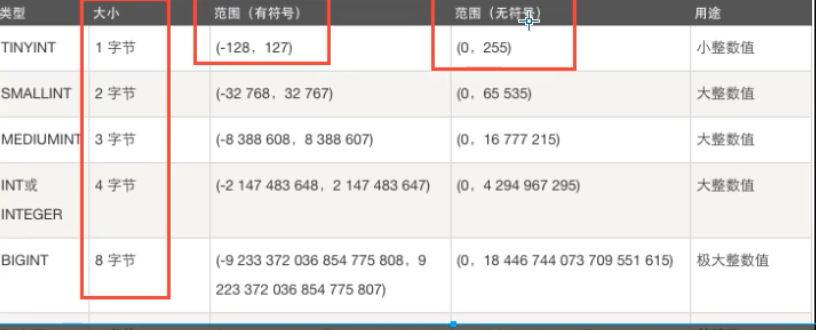 类型 大小 范围（有符号） 范围（无符号） 用途
TINYINT 1 字节 (-128，127) (0，255) 小整数值
SMALLINT 2 字节 (-32 768，32 767) (0，65 535) 大整数值
MEDIUMINT 3 字节 (-8 388 608，8 388 607) (0，16 777 215) 大整数值
INT或 4 字节 (-2 147 483 648，2 147 483 647) (0，4 294 967 295) 大整数值
INTEGER
BIGINT 8 字节 (-9 233 372 036 854 775 808，9 (0，18 446 744 073 709 551 615) 极大整数值
223 372 036 854 775 807)